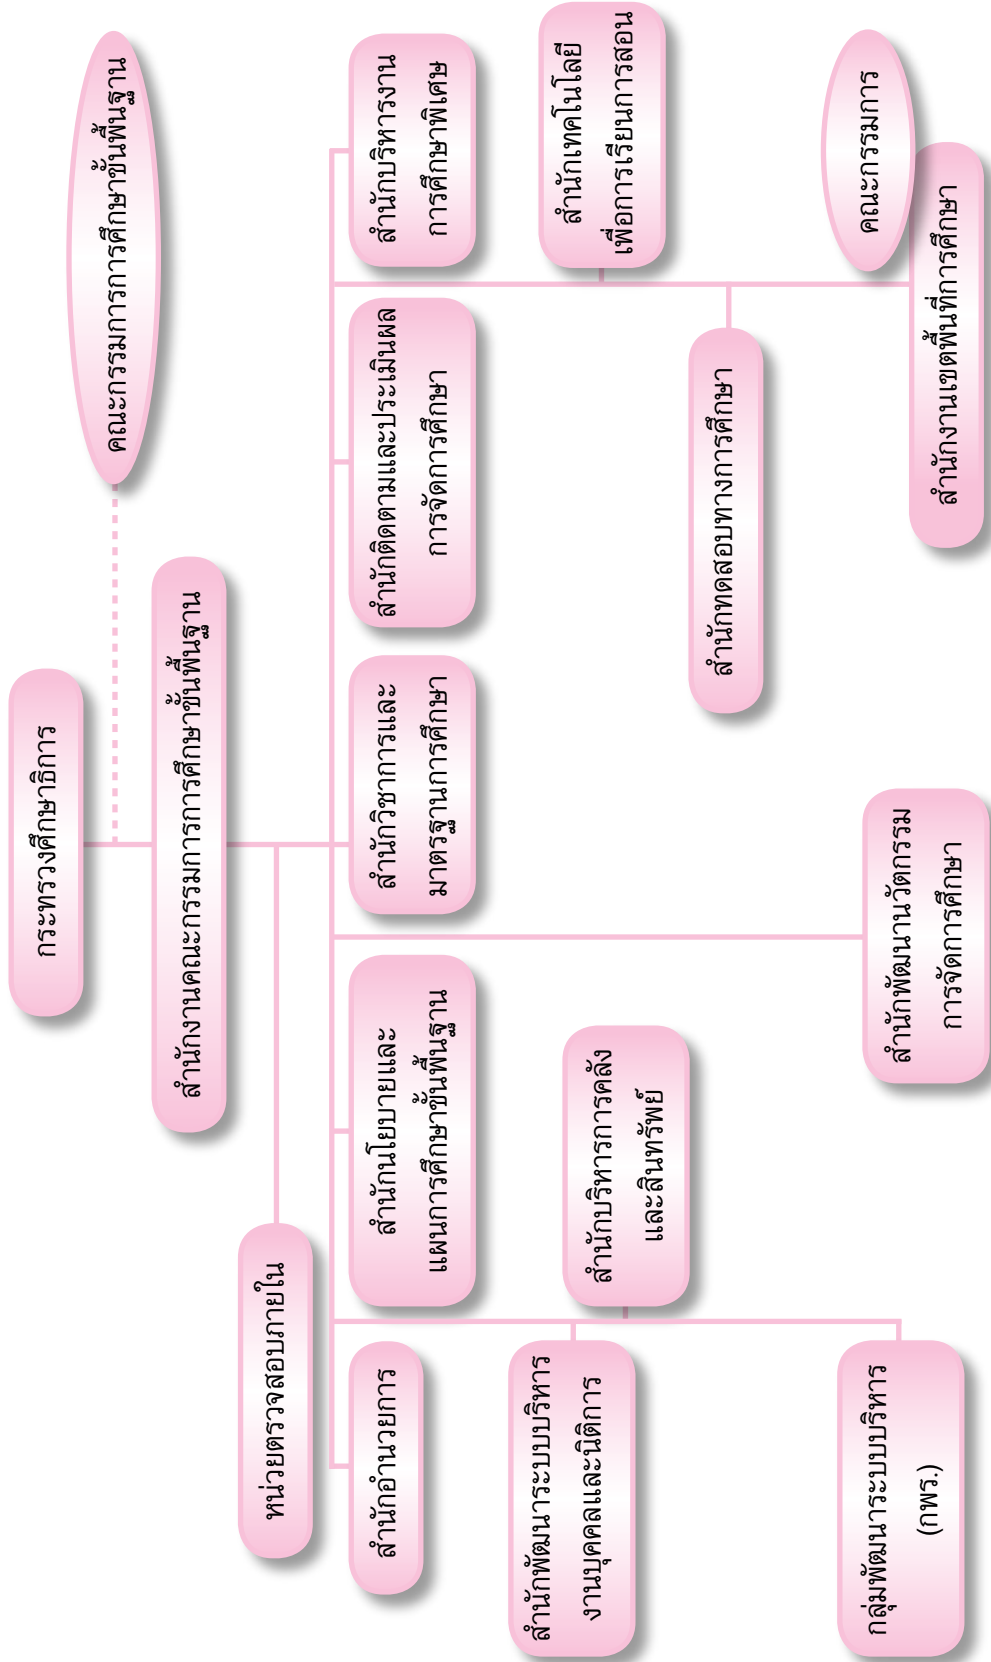 กระทรวงศึกษาธิการ
คณะกรรมการการศึกษาขั้นพื้นฐาน
สำนักงานคณะกรรมการการศึกษาขั้นพื้นฐาน
หน่วยตรวจสอบภายใน
สำนักอำนวยการ
สำนักนโยบายและ
แผนการศึกษาขั้นพื้นฐาน
สำนักวิชาการและ
มาตรฐานการศึกษา
สำนักติดตามและประเมินผล
การจัดการศึกษา
สำนักบริหารงาน
การศึกษาพิเศษ
สำนักพัฒนาระบบบริหาร
งานบุคคลและนิติการ
สำนักบริหารการคลัง
และสินทรัพย์
สำนักเทคโนโลยี
เพื่อการเรียนการสอน
สำนักทดสอบทางการศึกษา
กลุ่มพัฒนาระบบบริหาร
(กพร.)
สำนักพัฒนานวัตกรรม
การจัดการศึกษา
คณะกรรมการ
สำนักงานเขตพื้นที่การศึกษา